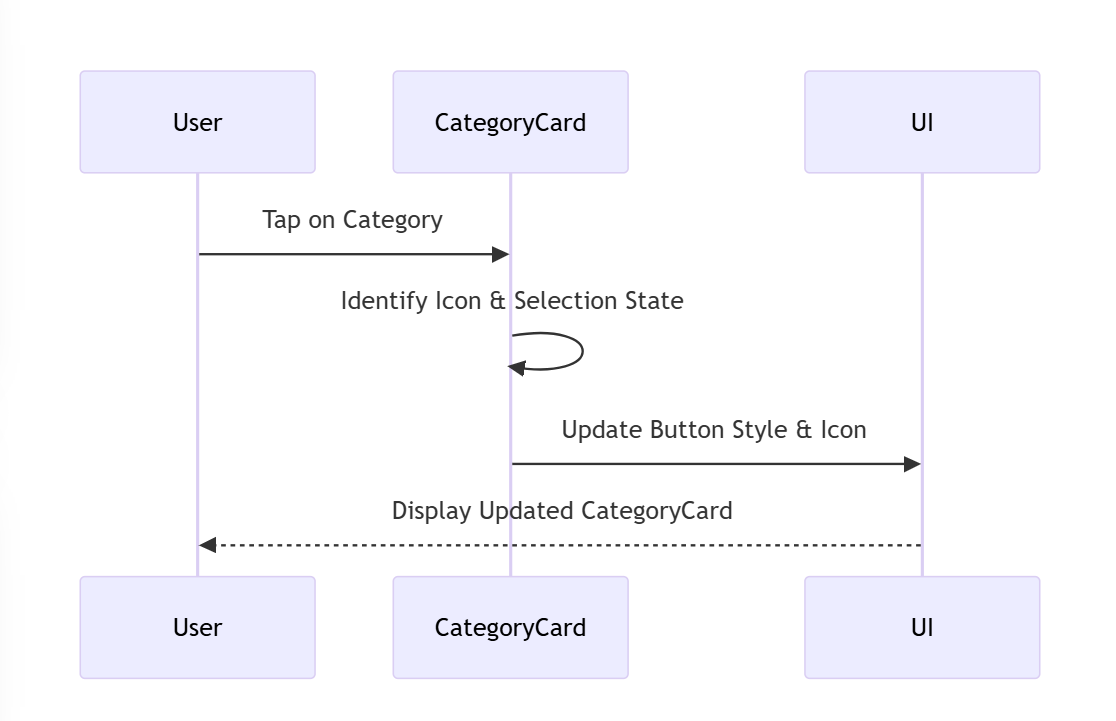 User
CategoryCard
UI
Tap on Category
Identify Icon & Selection State
Update Button Style & Icon
Display Updated CategoryCard
User
CategoryCard
UI